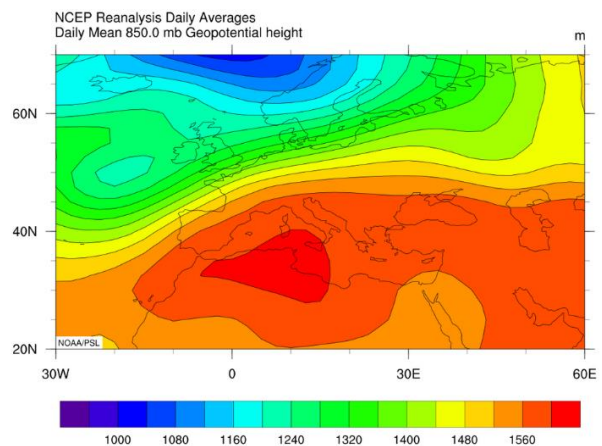 NCEP Reanalysis Daily Averages
Daily Mean 850.0 mb Geopotential height
m
60N
40N
20N
NOAA/PSL
30W 0 30E 60E
1000 1080 1160 1240 1320 1400 1480 1560